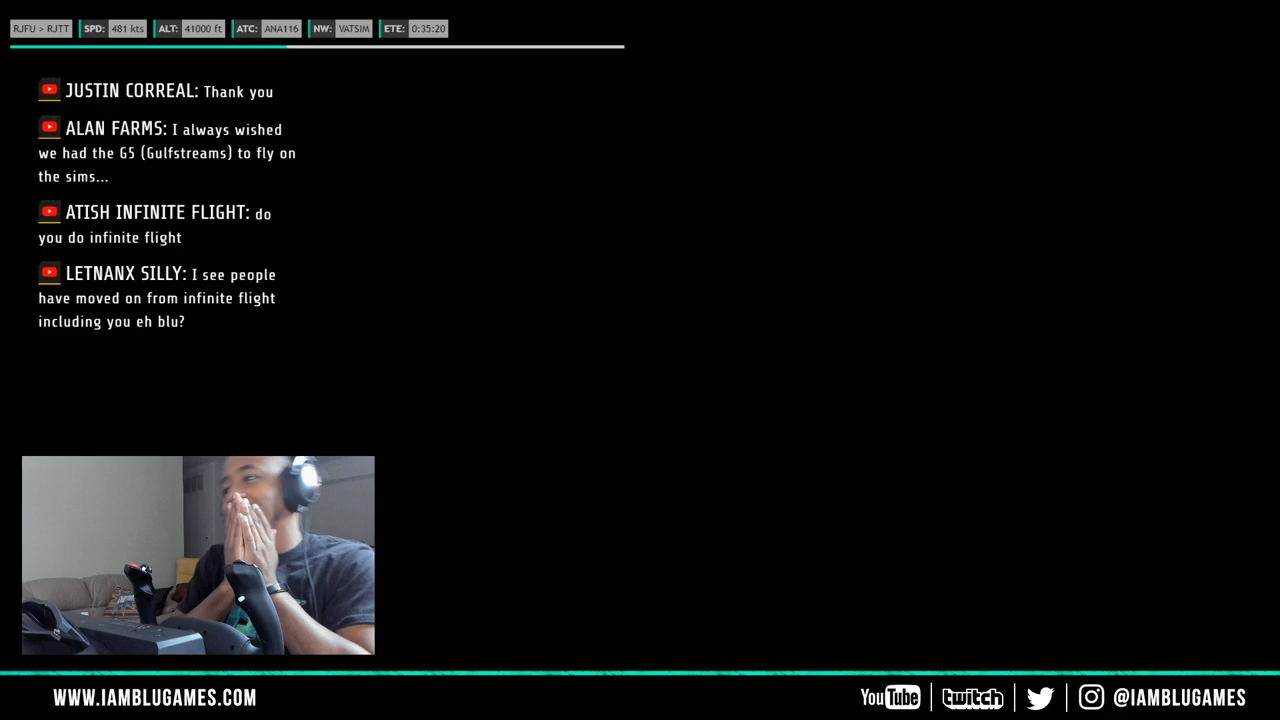 RJFU > RJTT SPD: 481 kts ALT: 41000 ft ATC: ANA116 NW: VATSIM ETE: 0:35:20
JUSTIN CORREAL: Thank you
ALAN FARMS: I always wished
we had the G5 (Gulfstreams) to fly on
the sims...
ATISH INFINITE FLIGHT: do
you do infinite flight
LETNANX SILLY: I see people
have moved on from infinite flight
including you eh blu?
WWW.IAMBLUGAMES.COM
YouTube twitch @IAMBLUGAMES